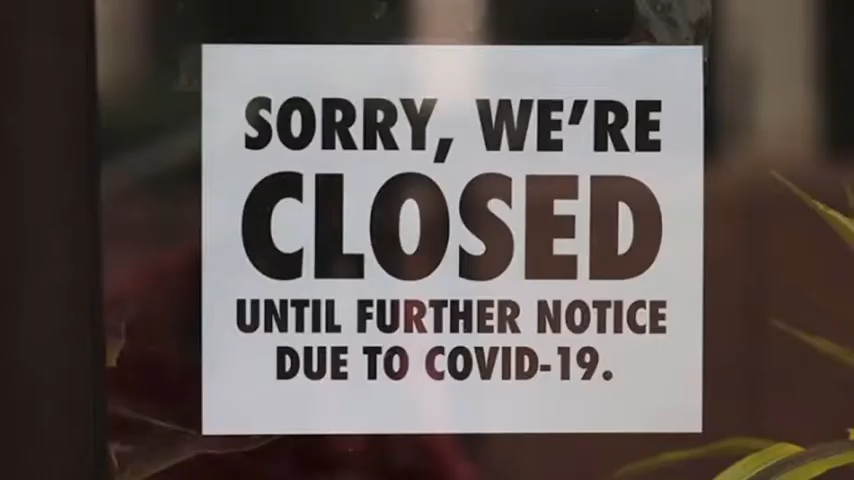 SORRY, WE'RE
CLOSED
UNTIL FURTHER NOTICE
DUE TO COVID-19.